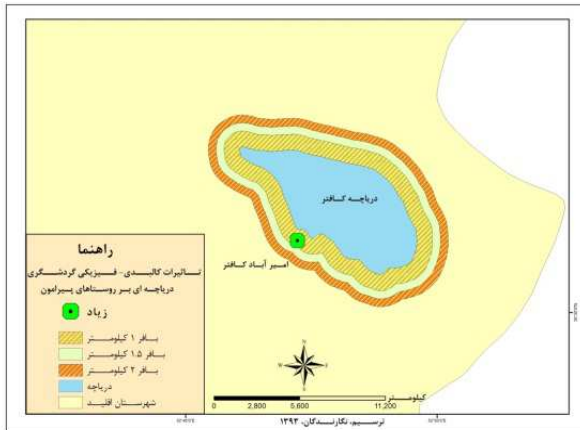 دریاچه کافتر
امیر آباد کافتر
راهنما
تاثیرات کالبدی - فیزیکی گردشگری
دریاچه ای بر روستاهای پیرامون
زیاد
بافر ۱ کیلومتر
بافر ۱.۵ کیلومتر
بافر ۲ کیلومتر
دریاچه
شهرستان اقلید
N
کیلومتر
0 2,800 5,600 11,200
ترسیم، نگارندگان، ۱۳۹۳